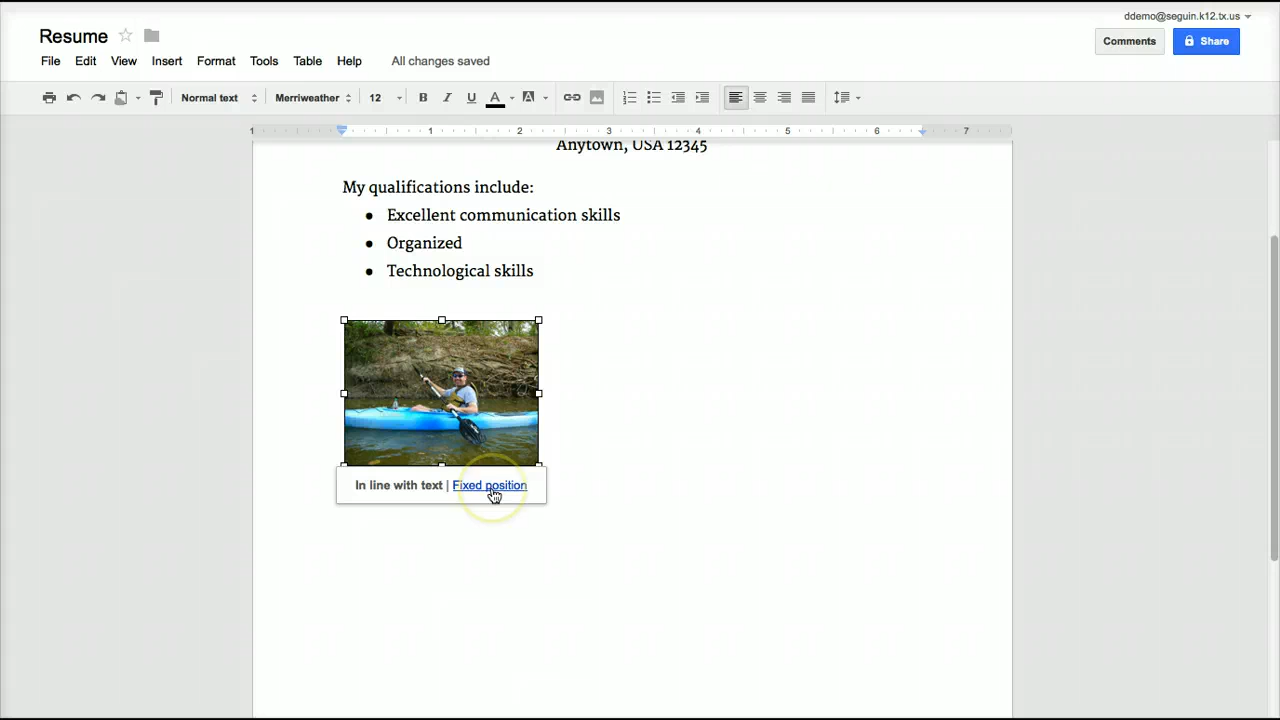 ddemo@seguin.k12.tx.us
Resume
Comments
Share
File Edit View Insert Format Tools Table Help All changes saved
Normal text Merriweather 12 B I U A A
1 1 2 3 4 5 6 7
Anytown, USA 12345
My qualifications include:
● Excellent communication skills
● Organized
● Technological skills
In line with text | Fixed position